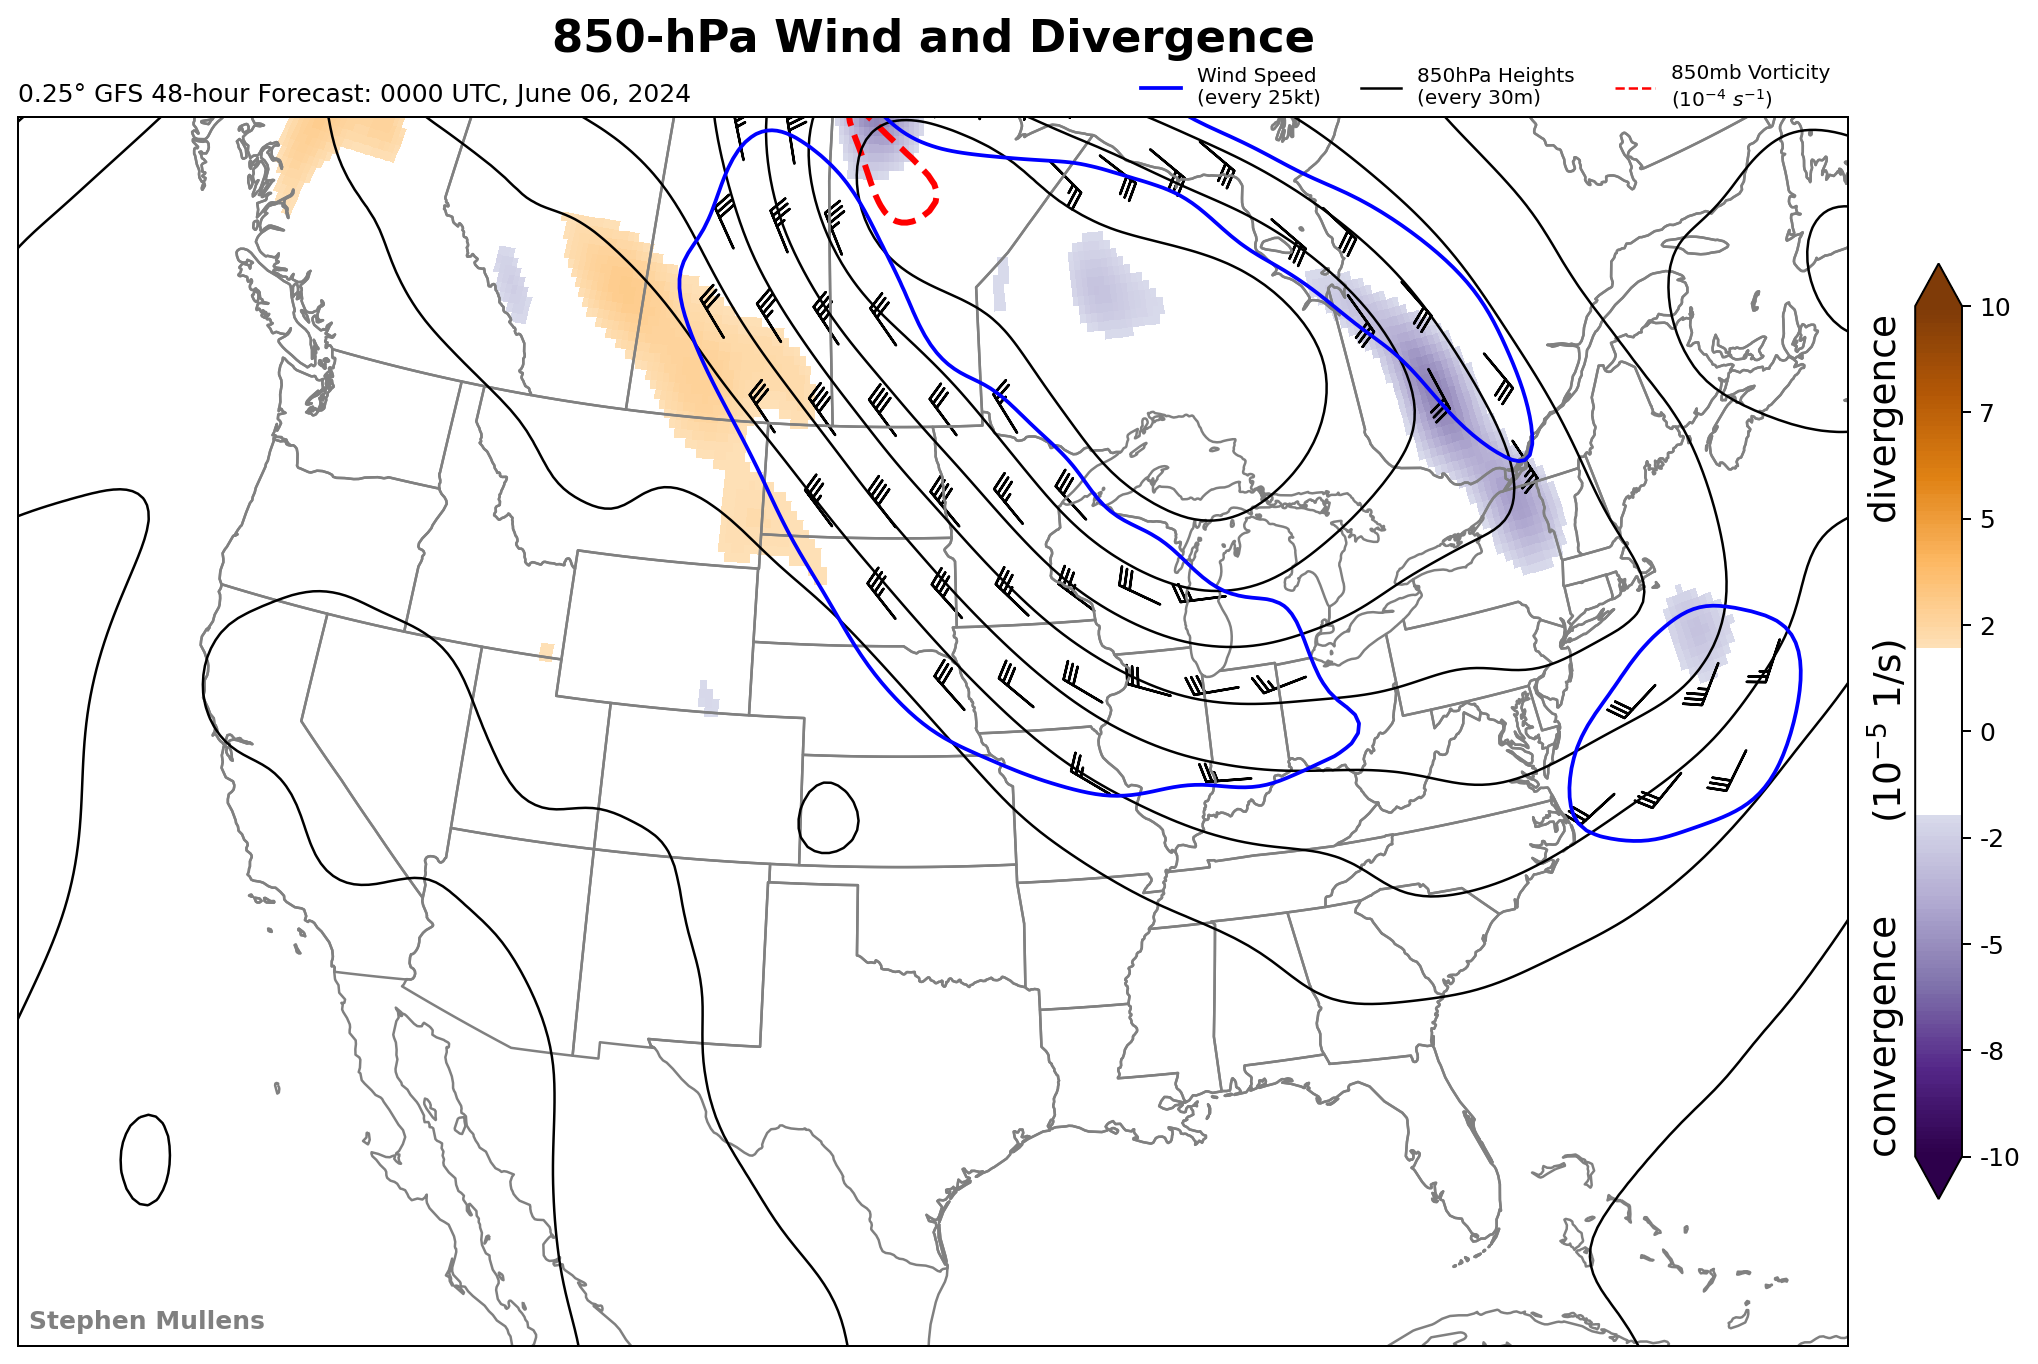 850-hPa Wind and Divergence
0.25° GFS 48-hour Forecast: 0000 UTC, June 06, 2024
Wind Speed
(every 25kt)
850hPa Heights
(every 30m)
850mb Vorticity
(10⁻⁴ s⁻¹)
10
7
5
2
0
-2
-5
-8
-10
convergence (10⁻⁵ 1/s) divergence
Stephen Mullens